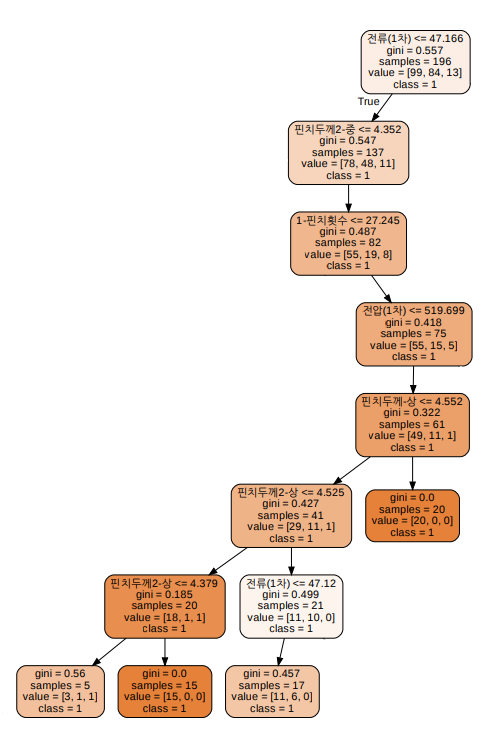 전류(1차) <= 47.166
gini = 0.557
samples = 196
value = [99, 84, 13]
class = 1
True
핀치두께2-중 <= 4.352
gini = 0.547
samples = 137
value = [78, 48, 11]
class = 1
1-핀치횟수 <= 27.245
gini = 0.487
samples = 82
value = [55, 19, 8]
class = 1
전압(1차) <= 519.699
gini = 0.418
samples = 75
value = [55, 15, 5]
class = 1
핀치두께-상 <= 4.552
gini = 0.322
samples = 61
value = [49, 11, 1]
class = 1
핀치두께2-상 <= 4.525
gini = 0.427
samples = 41
value = [29, 11, 1]
class = 1
gini = 0.0
samples = 20
value = [20, 0, 0]
class = 1
핀치두께2-상 <= 4.379
gini = 0.185
samples = 20
value = [18, 1, 1]
class = 1
전류(1차) <= 47.12
gini = 0.499
samples = 21
value = [11, 10, 0]
class = 1
gini = 0.56
samples = 5
value = [3, 1, 1]
class = 1
gini = 0.0
samples = 15
value = [15, 0, 0]
class = 1
gini = 0.457
samples = 17
value = [11, 6, 0]
class = 1